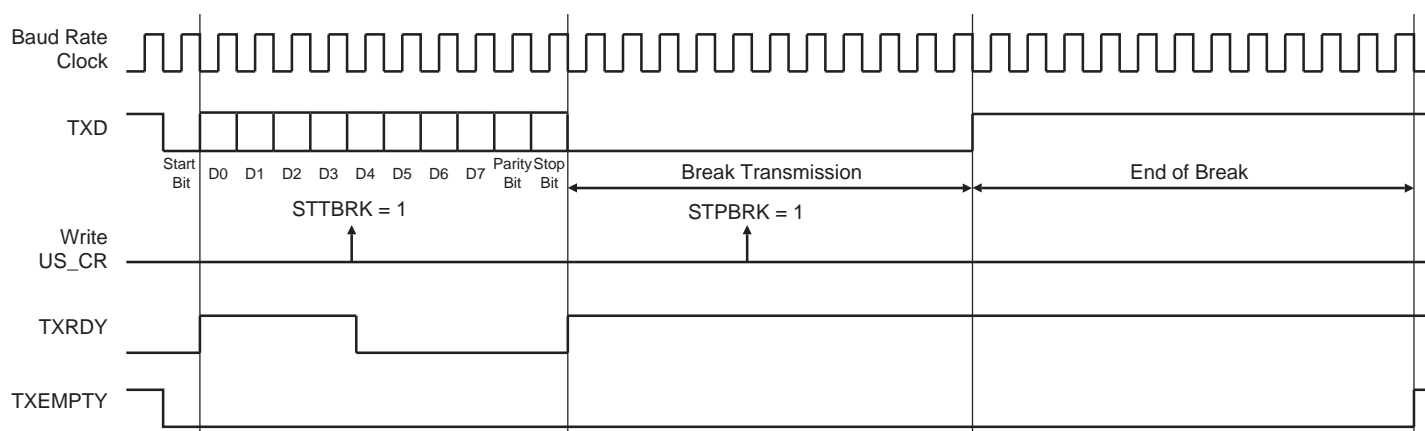 Baud Rate
Clock
TXD
Start
Bit
D0
D1
D2
D3
D4
D5
D6
D7
Parity
Bit
Stop
Bit
Break Transmission
End of Break
STTBRK = 1
STPBRK = 1
Write
US_CR
TXRDY
TXEMPTY